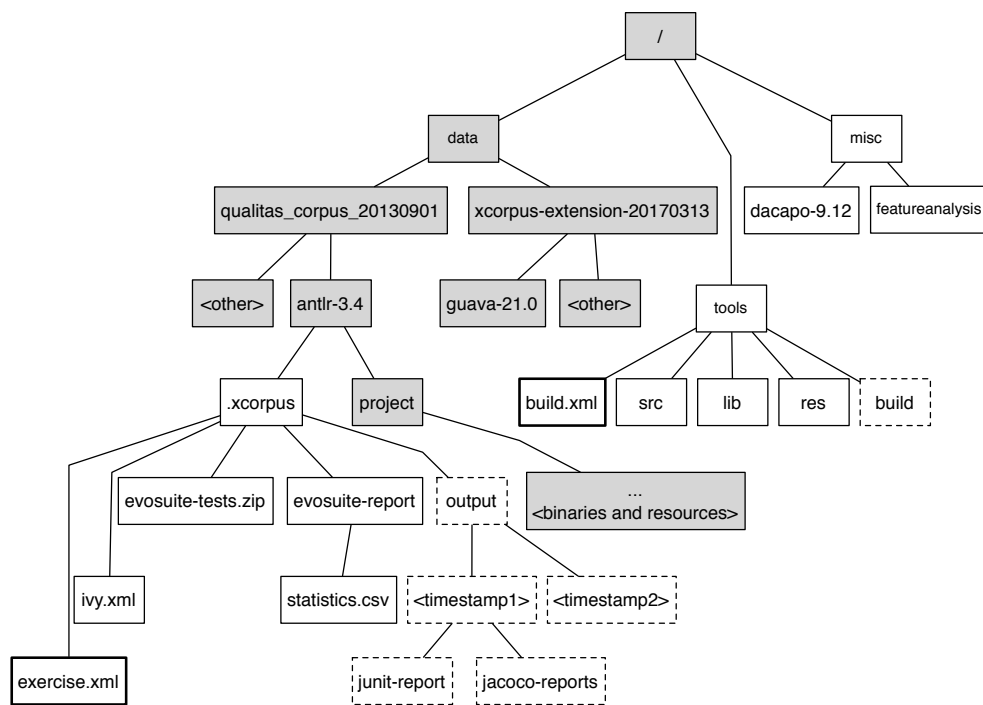 /
data
misc
qualitas_corpus_20130901
xcorpus-extension-20170313
dacapo-9.12
featureanalysis
<other>
antlr-3.4
guava-21.0
<other>
tools
.xcorpus
project
build.xml
src
lib
res
build
evosuite-tests.zip
evosuite-report
output
...
<binaries and resources>
ivy.xml
statistics.csv
<timestamp1>
<timestamp2>
exercise.xml
junit-report
jacoco-reports